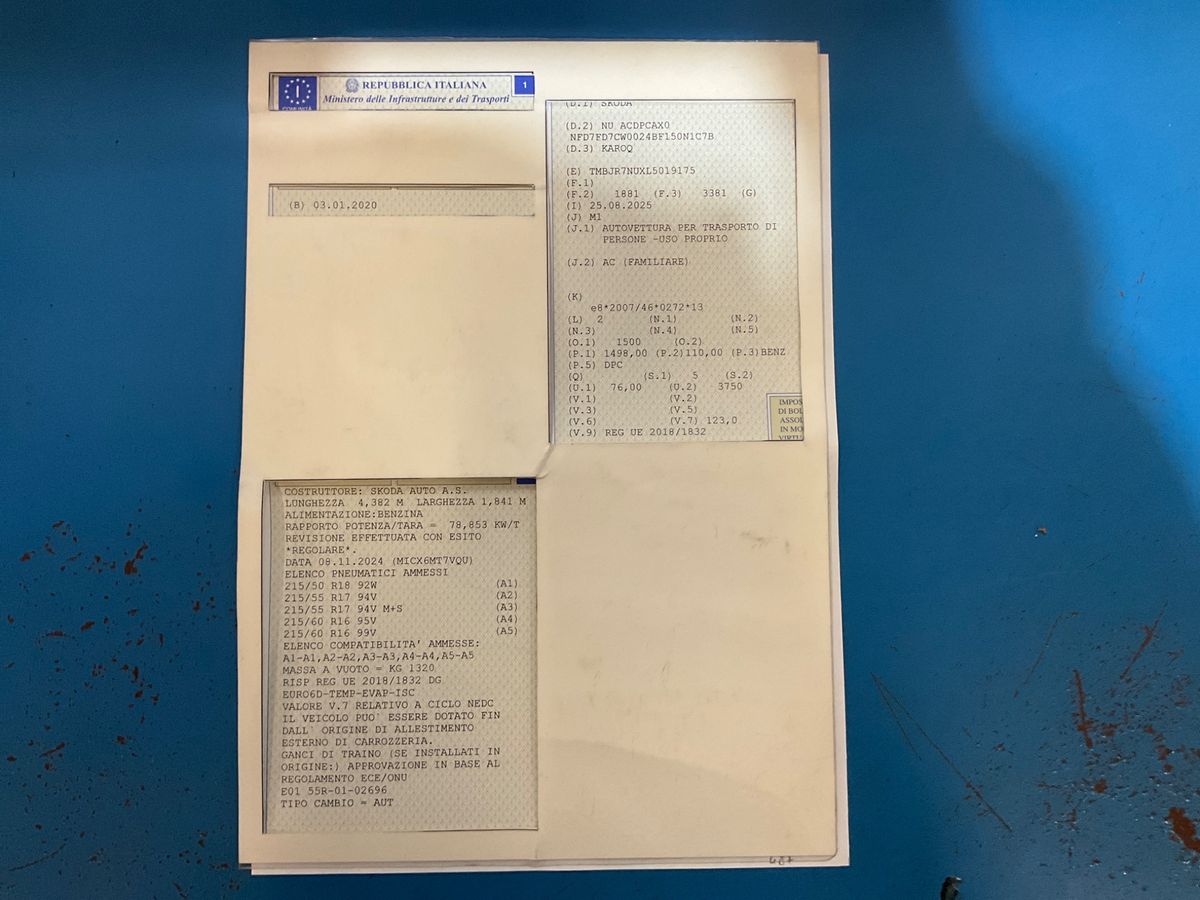 COMUNITÀ
REPUBBLICA ITALIANA
Ministero delle Infrastrutture e dei Trasporti
1
(B) 03.01.2020
(D.1) SKODA
(D.2) NU ACDPCAX0
NFD7FD7CW0024BF150N1C7B
(D.3) KAROQ
(E) TMBJR7NUXL5019175
(F.1)
(F.2) 1881 (F.3) 3381 (G)
(I) 25.08.2025
(J) M1
(J.1) AUTOVETTURA PER TRASPORTO DI
PERSONE -USO PROPRIO
(J.2) AC (FAMILIARE)
(K)
e8*2007/46*0272*13
(L) 2 (N.1) (N.2)
(N.3) (N.4) (N.5)
(O.1) 1500 (O.2)
(P.1) 1498,00 (P.2)110,00 (P.3)BENZ
(P.5) DPC
(Q) (S.1) 5 (S.2)
(U.1) 76,00 (U.2) 3750
(V.1) (V.2)
(V.3) (V.5)
(V.6) (V.7) 123,0
(V.9) REG UE 2018/1832
IMPOS
DI BOL
ASSOL
IN MO
VIRTU
COSTRUTTORE: SKODA AUTO A.S.
LUNGHEZZA 4,382 M LARGHEZZA 1,841 M
ALIMENTAZIONE:BENZINA
RAPPORTO POTENZA/TARA = 78,853 KW/T
REVISIONE EFFETTUATA CON ESITO
*REGOLARE*.
DATA 08.11.2024 (MICX6MT7VQU)
ELENCO PNEUMATICI AMMESSI
215/50 R18 92W (A1)
215/55 R17 94V (A2)
215/55 R17 94V M+S (A3)
215/60 R16 95V (A4)
215/60 R16 99V (A5)
ELENCO COMPATIBILITA' AMMESSE:
A1-A1,A2-A2,A3-A3,A4-A4,A5-A5
MASSA A VUOTO = KG 1320
RISP REG UE 2018/1832 DG
EURO6D-TEMP-EVAP-ISC
VALORE V.7 RELATIVO A CICLO NEDC
IL VEICOLO PUO' ESSERE DOTATO FIN
DALL' ORIGINE DI ALLESTIMENTO
ESTERNO DI CARROZZERIA.
GANCI DI TRAINO (SE INSTALLATI IN
ORIGINE:) APPROVAZIONE IN BASE AL
REGOLAMENTO ECE/ONU
E01 55R-01-02696
TIPO CAMBIO = AUT